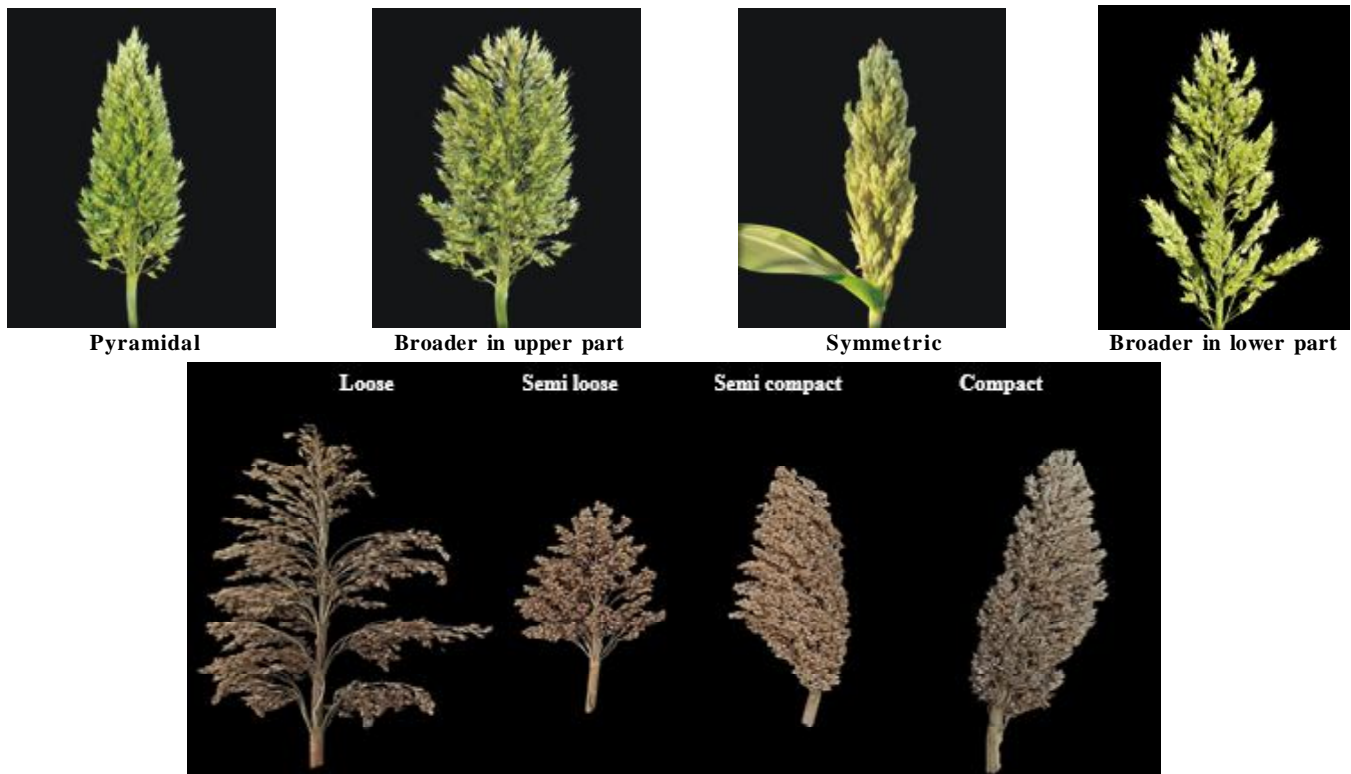 Pyramidal
Broader in upper part
Symmetric
Broader in lower part
Loose
Semi loose
Semi compact
Compact